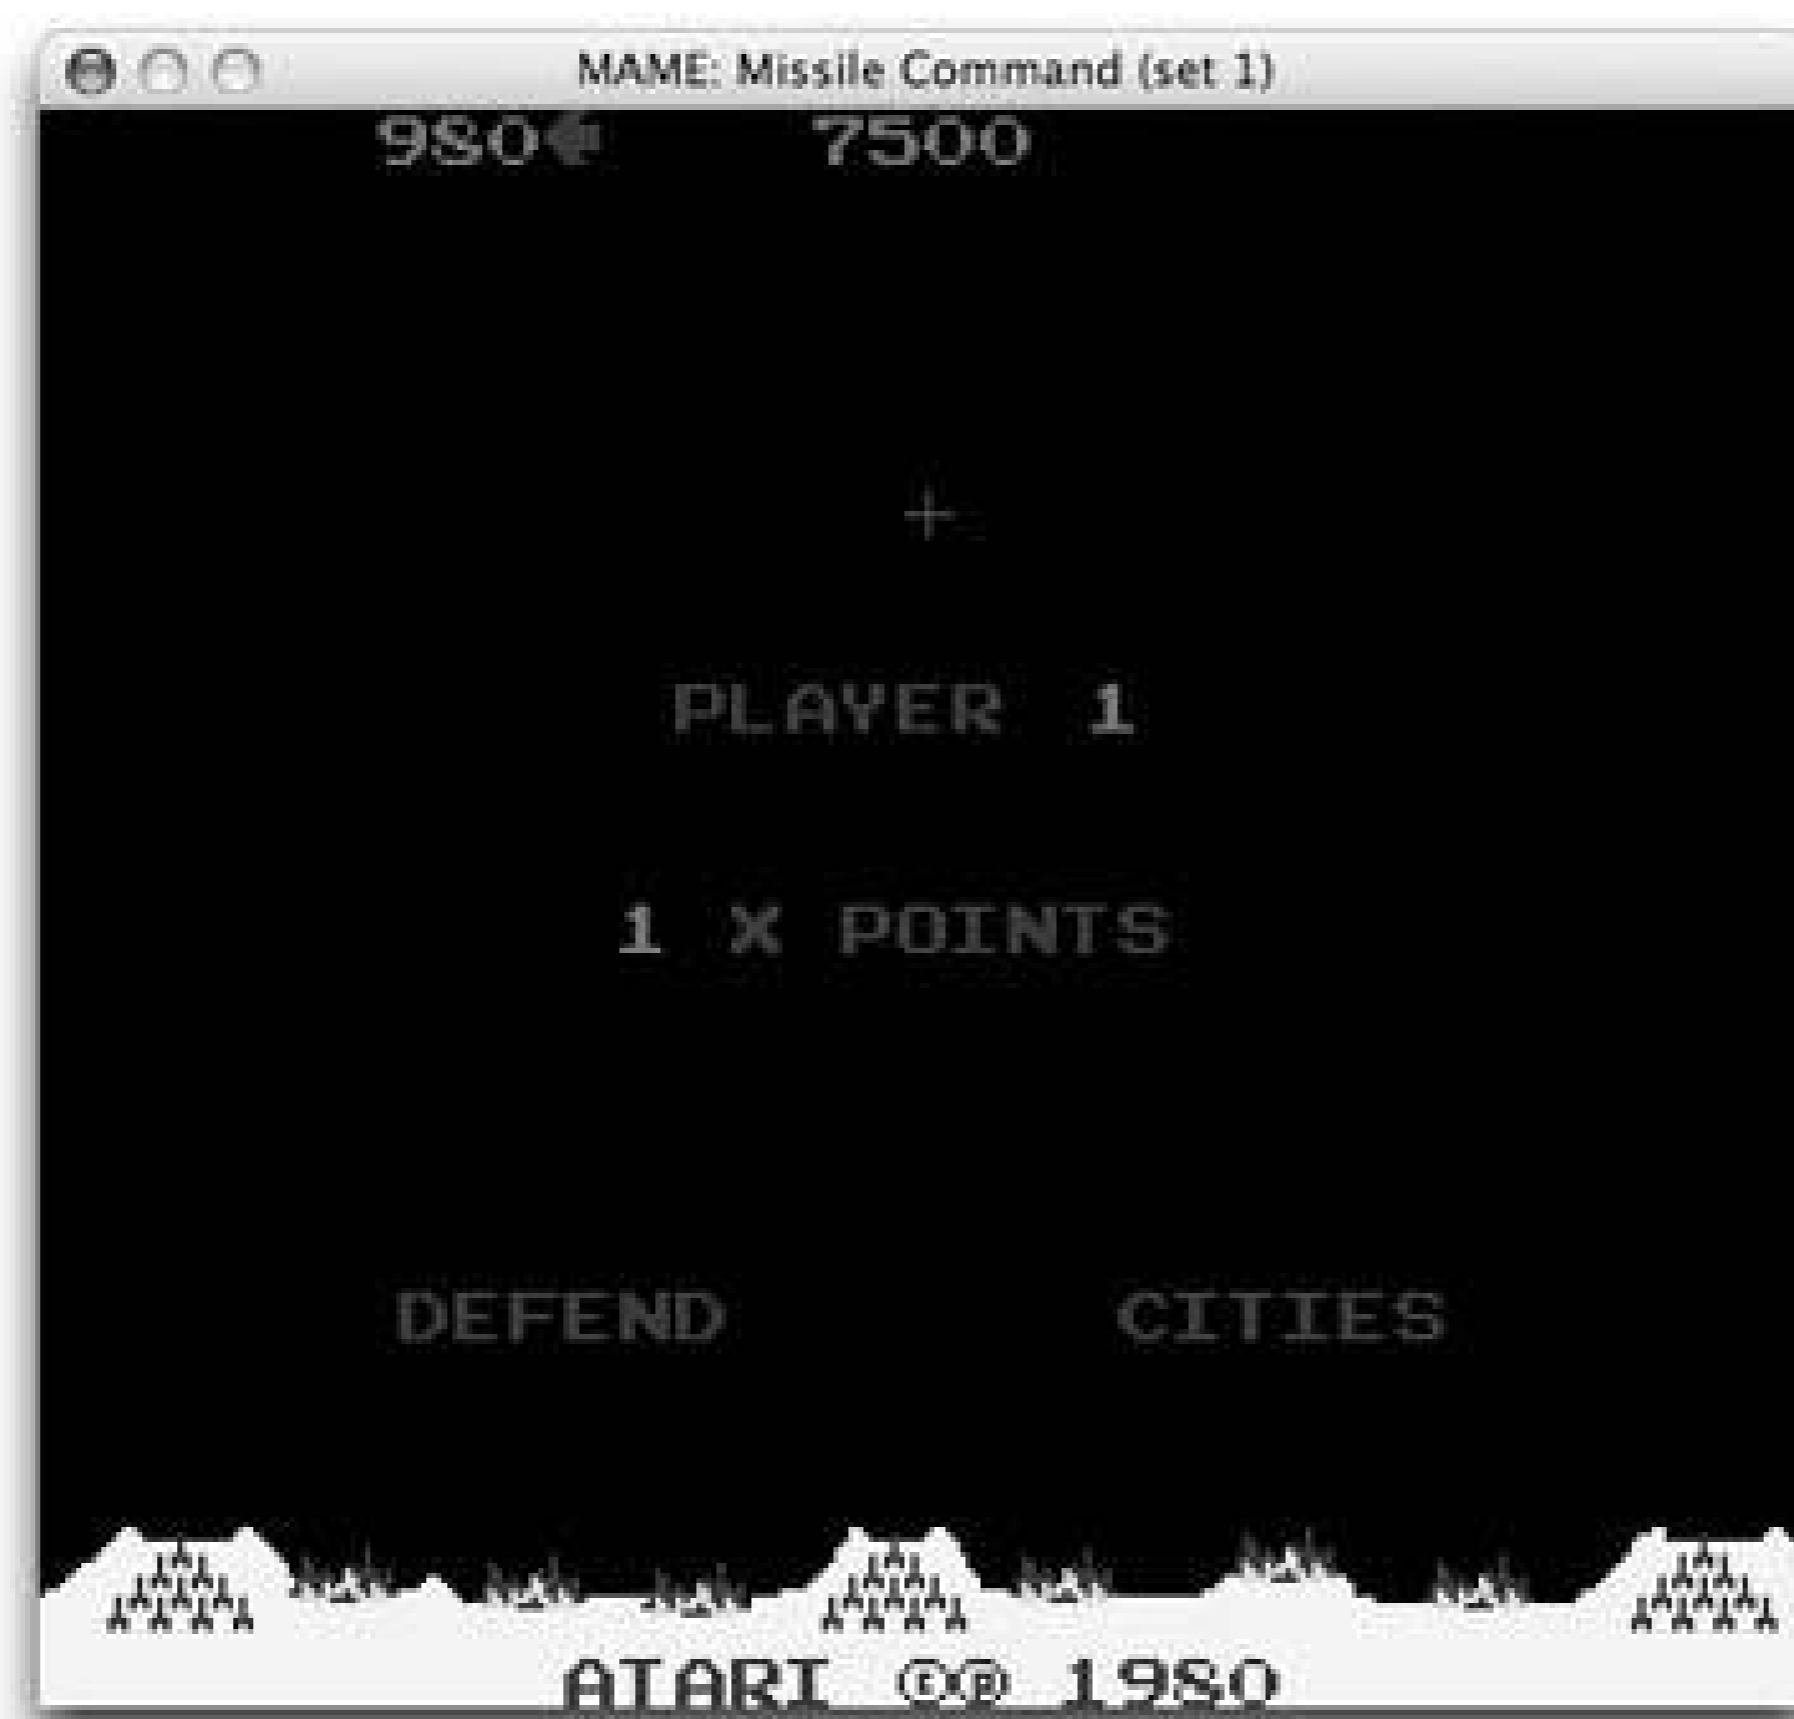 MAME: Missile Command (set 1)
980 7500
PLAYER 1
1 X POINTS
DEFEND CITIES
ATARI ©℗ 1980